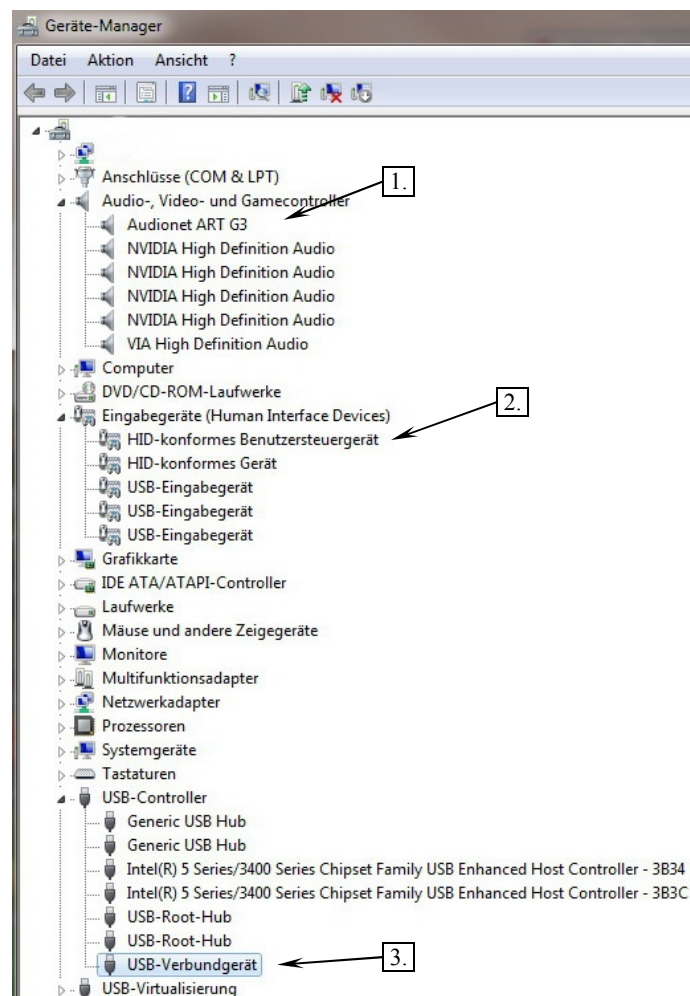 Geräte-Manager
Datei Aktion Ansicht ?
Anschlüsse (COM & LPT)
1.
Audio-, Video- und Gamecontroller
Audionet ART G3
NVIDIA High Definition Audio
NVIDIA High Definition Audio
NVIDIA High Definition Audio
NVIDIA High Definition Audio
VIA High Definition Audio
Computer
DVD/CD-ROM-Laufwerke
2.
Eingabegeräte (Human Interface Devices)
HID-konformes Benutzersteuergerät
HID-konformes Gerät
USB-Eingabegerät
USB-Eingabegerät
USB-Eingabegerät
Grafikkarte
IDE ATA/ATAPI-Controller
Laufwerke
Mäuse und andere Zeigegeräte
Monitore
Multifunktionsadapter
Netzwerkadapter
Prozessoren
Systemgeräte
Tastaturen
USB-Controller
Generic USB Hub
Generic USB Hub
Intel(R) 5 Series/3400 Series Chipset Family USB Enhanced Host Controller - 3B34
Intel(R) 5 Series/3400 Series Chipset Family USB Enhanced Host Controller - 3B3C
USB-Root-Hub
USB-Root-Hub
USB-Verbundgerät
3.
USB-Virtualisierung